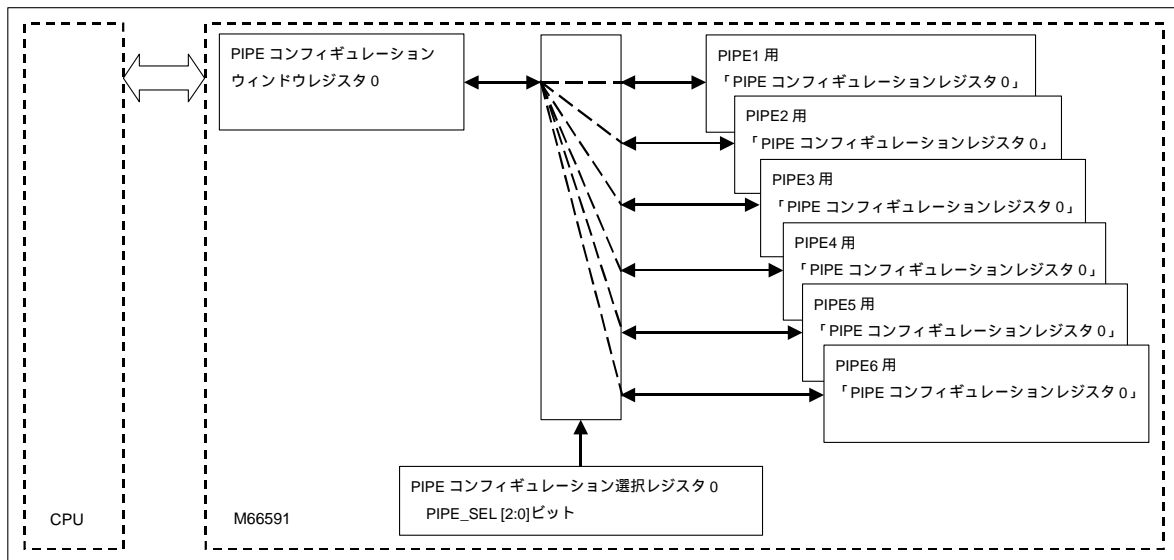 PIPE コンフィギュレーション
ウィンドウレジスタ 0
PIPE1 用
「PIPE コンフィギュレーションレジスタ 0」
PIPE2 用
「PIPE コンフィギュレーションレジスタ 0」
PIPE3 用
「PIPE コンフィギュレーションレジスタ 0」
PIPE4 用
「PIPE コンフィギュレーションレジスタ 0」
PIPE5 用
「PIPE コンフィギュレーションレジスタ 0」
PIPE6 用
「PIPE コンフィギュレーションレジスタ 0」
PIPE コンフィギュレーション選択レジスタ 0
PIPE_SEL [2:0]ビット
CPU
M66591